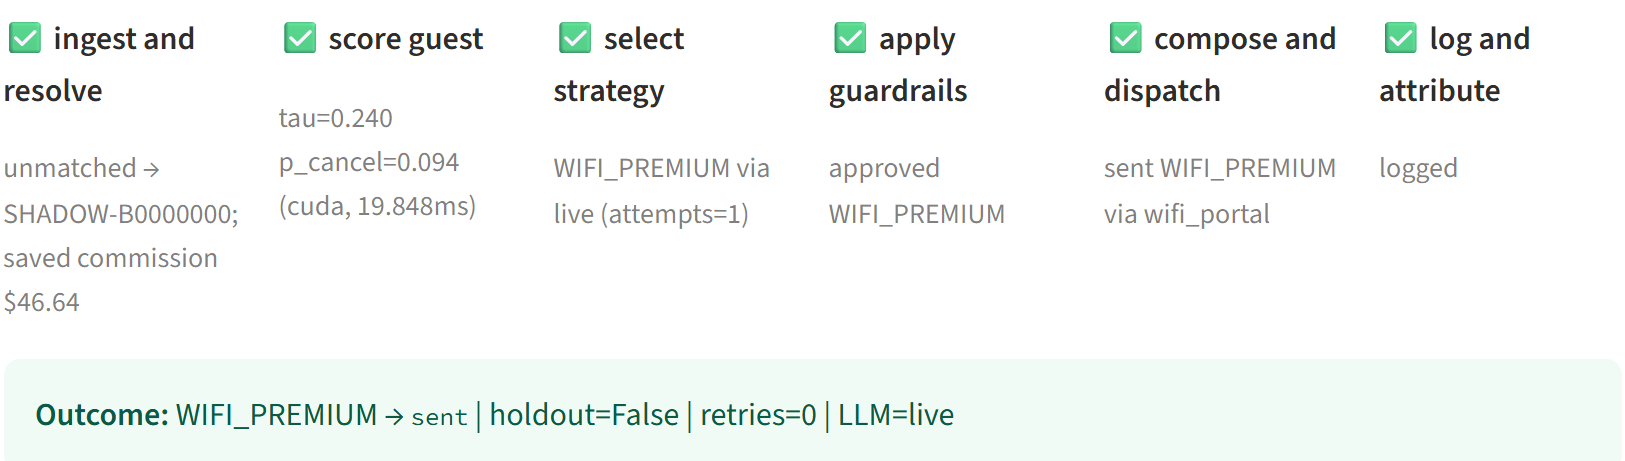 ✅ ingest and
resolve
unmatched →
SHADOW-B0000000;
saved commission
$46.64
✅ score guest
tau=0.240
p_cancel=0.094
(cuda, 19.848ms)
✅ select
strategy
WIFI_PREMIUM via
live (attempts=1)
✅ apply
guardrails
approved
WIFI_PREMIUM
✅ compose and
dispatch
sent WIFI_PREMIUM
via wifi_portal
✅ log and
attribute
logged
Outcome: WIFI_PREMIUM → sent | holdout=False | retries=0 | LLM=live